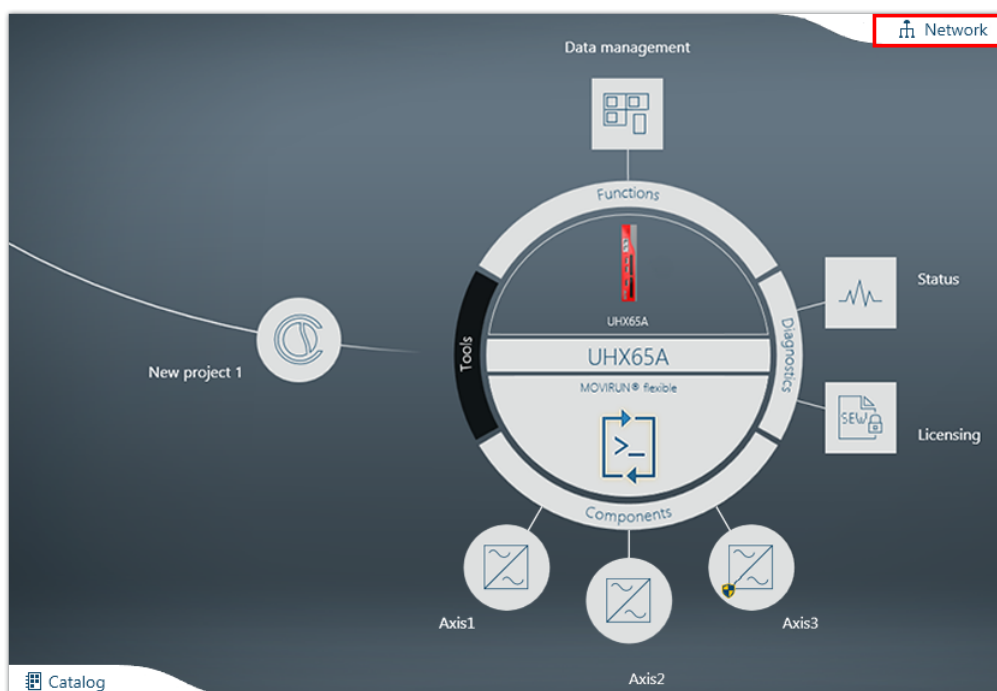 Network
Data management
Functions
UHX65A
Status
Tools
Diagnostics
UHX65A
New project 1
MOVIRUN® flexible
SEW
Licensing
>_
Components
Axis1
Axis3
Axis2
Catalog